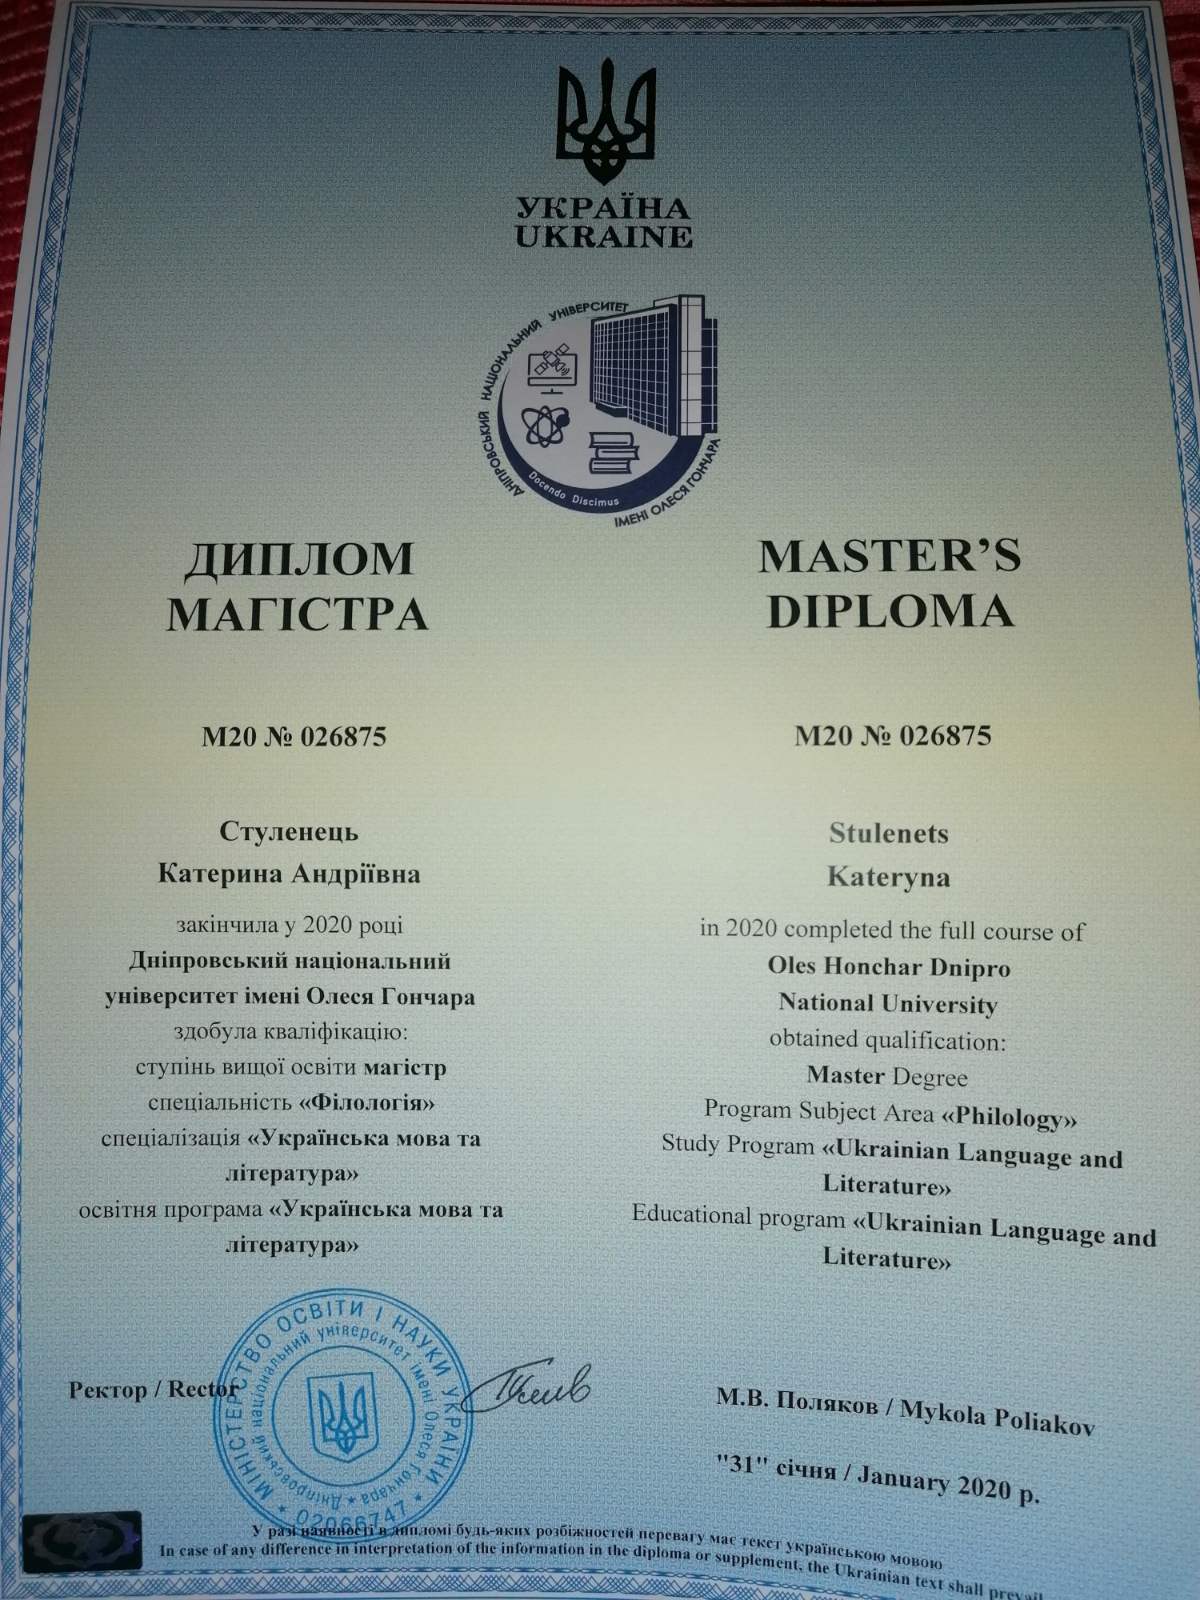 УКРАЇНА
UKRAINE
ДНІПРОВСЬКИЙ НАЦІОНАЛЬНИЙ УНІВЕРСИТЕТ
ІМЕНІ ОЛЕСЯ ГОНЧАРА
Docendo Discimus
ДИПЛОМ
МАГІСТРА
М20 № 026875
Стуленець
Катерина Андріївна
закінчила у 2020 році
Дніпровський національний
університет імені Олеся Гончара
здобула кваліфікацію:
ступінь вищої освіти магістр
спеціальність «Філологія»
спеціалізація «Українська мова та
література»
освітня програма «Українська мова та
література»
MASTER’S
DIPLOMA
М20 № 026875
Stulenets
Kateryna
in 2020 completed the full course of
Oles Honchar Dnipro
National University
obtained qualification:
Master Degree
Program Subject Area «Philology»
Study Program «Ukrainian Language and
Literature»
Educational program «Ukrainian Language and
Literature»
Ректор / Rector
МІНІСТЕРСТВО ОСВІТИ І НАУКИ УКРАЇНИ
Дніпровський національний університет імені Олеся Гончара
02066747
М.В. Поляков / Mykola Poliakov
"31" січня / January 2020 р.
У разі наявності в дипломі будь-яких розбіжностей перевагу має текст українською мовою
In case of any difference in interpretation of the information in the diploma or supplement, the Ukrainian text shall prevail